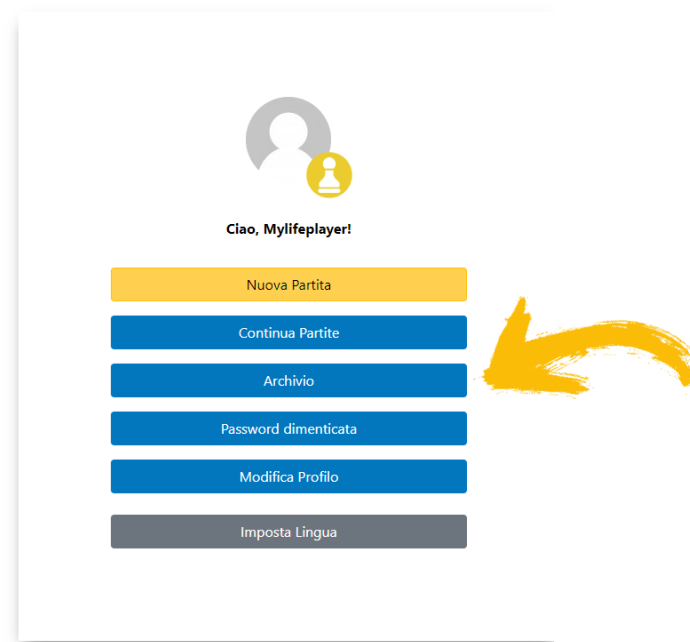 Ciao, Mylifeplayer!
Nuova Partita
Continua Partite
Archivio
Password dimenticata
Modifica Profilo
Imposta Lingua